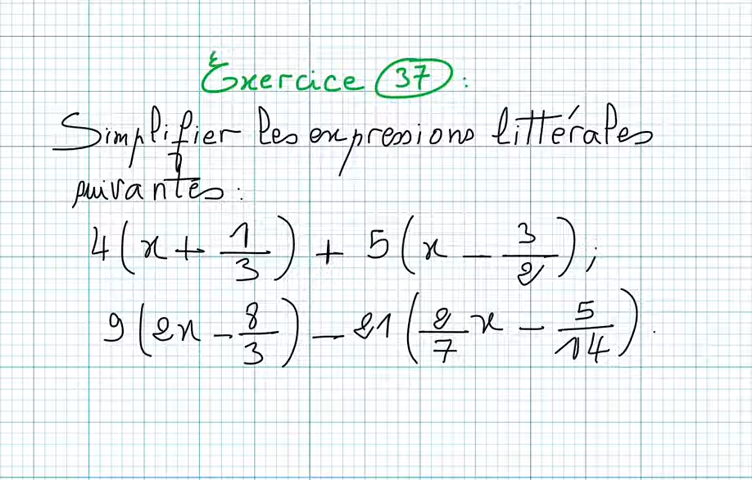 Exercice 37 :
Simplifier les expressions littérales
suivantes :
4(x + 1/3) + 5(x - 3/2) ;
9(2x - 8/3) - 21(2/7 x - 5/14).